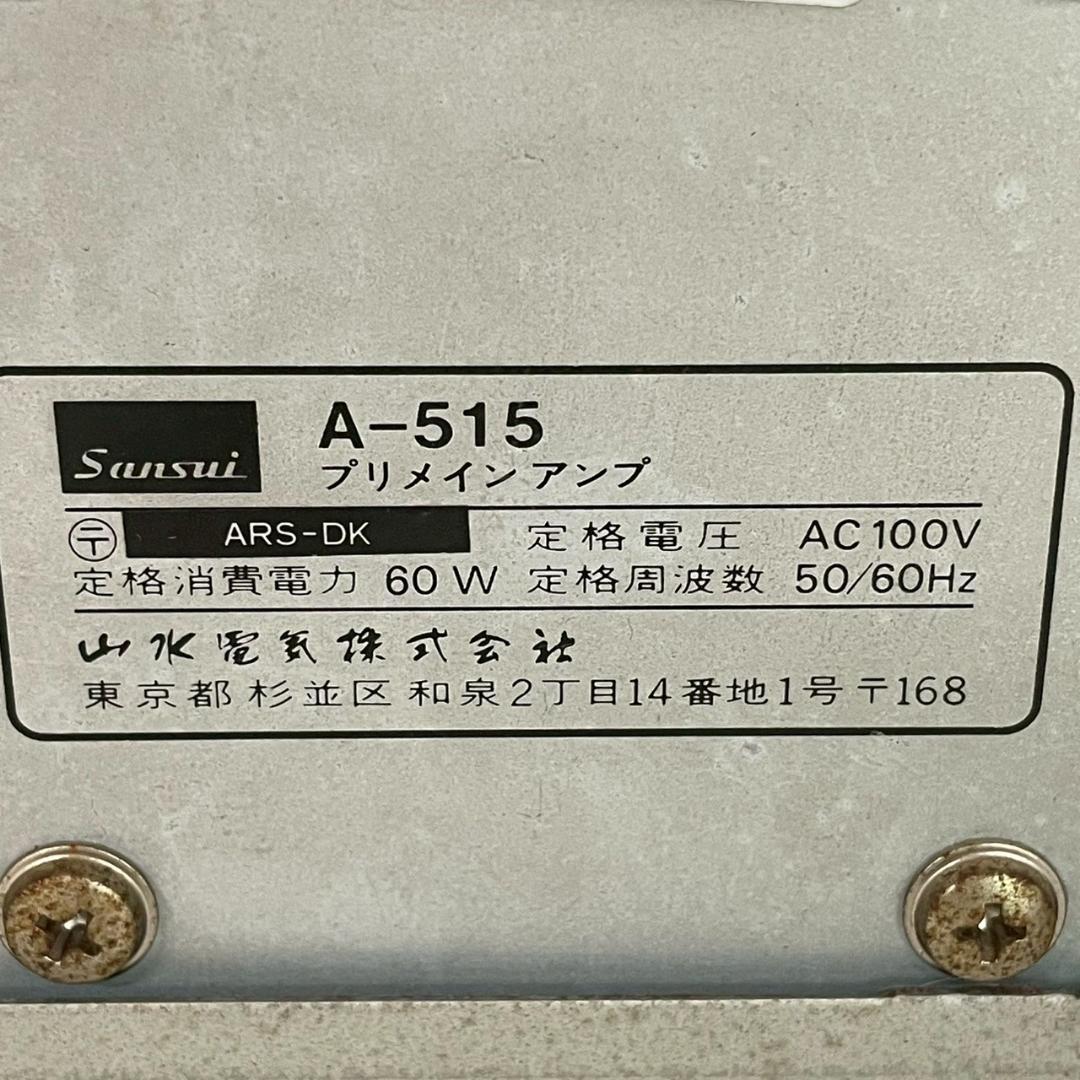 Sansui
A-515
プリメインアンプ
〶 ARS-DK 定格電圧 AC100V
定格消費電力 60W 定格周波数 50/60Hz
山水電気株式会社
東京都杉並区和泉2丁目14番地1号〒168